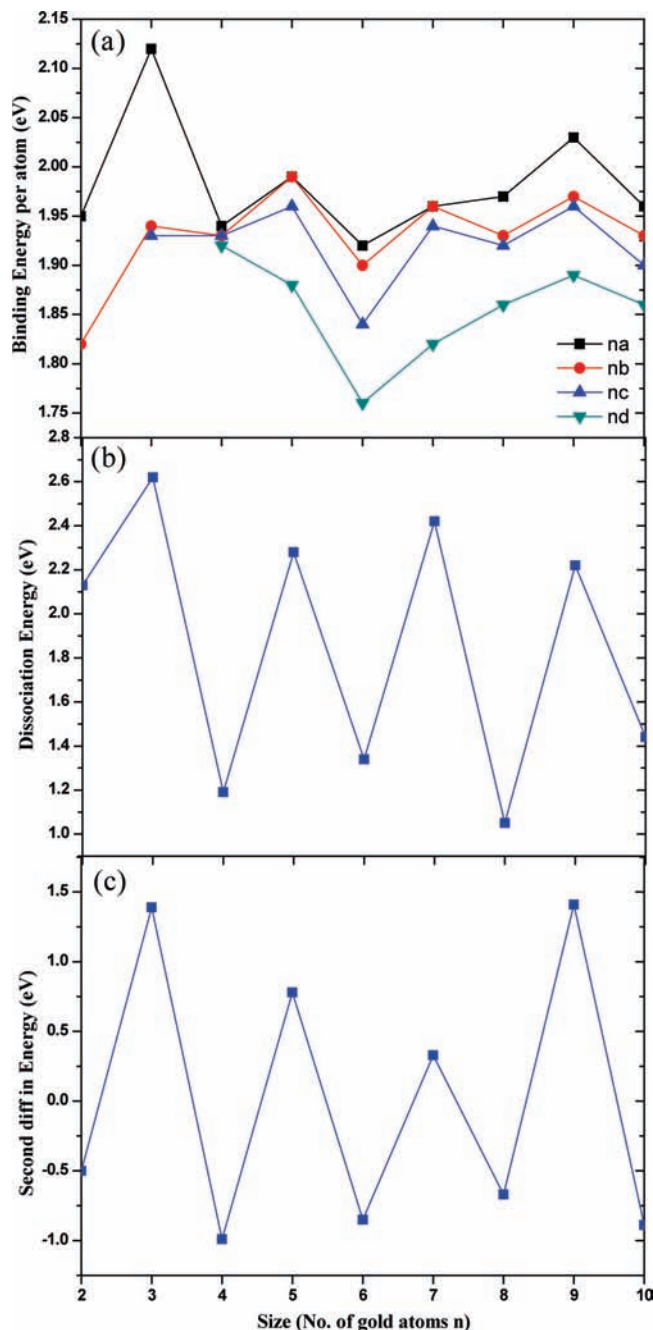 (a)
Binding Energy per atom (eV)
2.15
2.10
2.05
2.00
1.95
1.90
1.85
1.80
1.75
na
nb
nc
nd
(b)
Dissociation Energy (eV)
2.8
2.6
2.4
2.2
2.0
1.8
1.6
1.4
1.2
1.0
(c)
Second diff in Energy (eV)
1.5
1.0
0.5
0.0
-0.5
-1.0
2 3 4 5 6 7 8 9 10
Size (No. of gold atoms n)